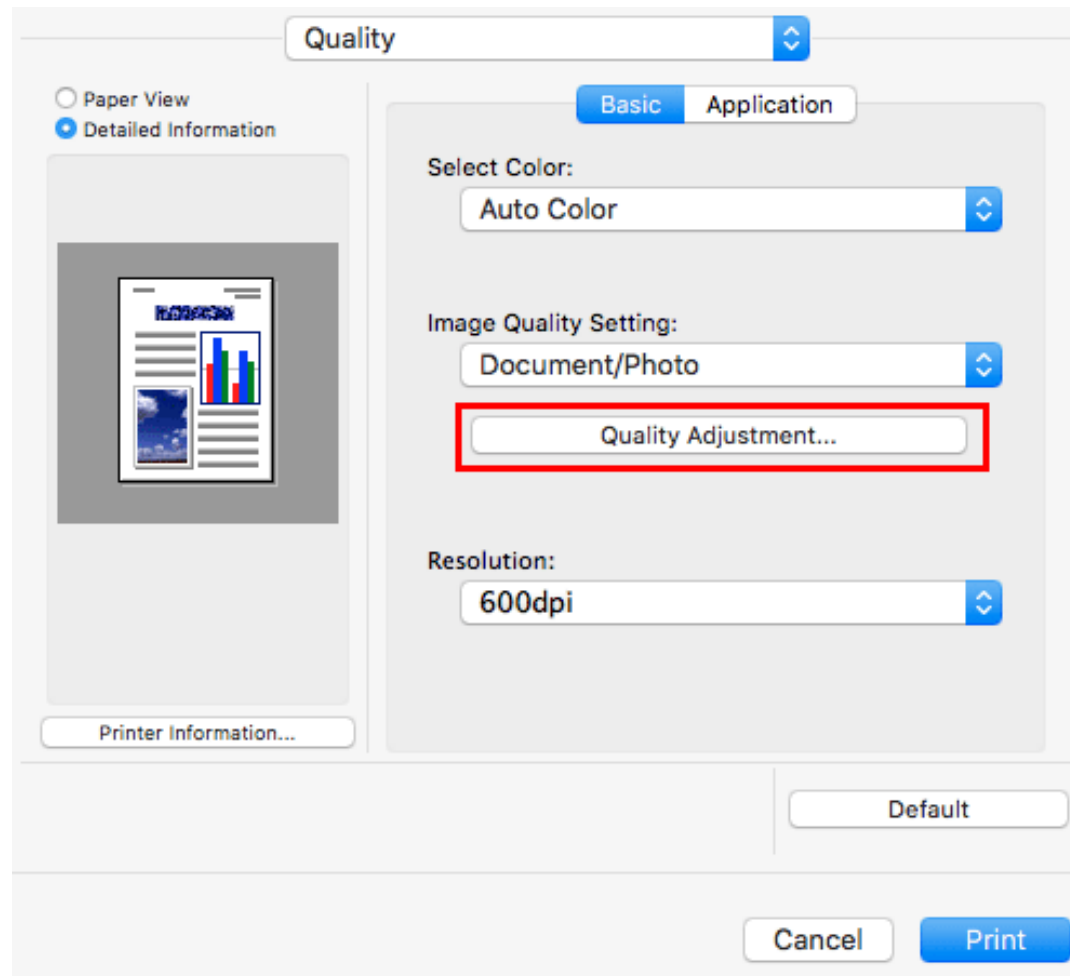 Quality
Paper View
Detailed Information
Printer Information...
Basic Application
Select Color:
Auto Color
Image Quality Setting:
Document/Photo
Quality Adjustment...
Resolution:
600dpi
Default
Cancel Print